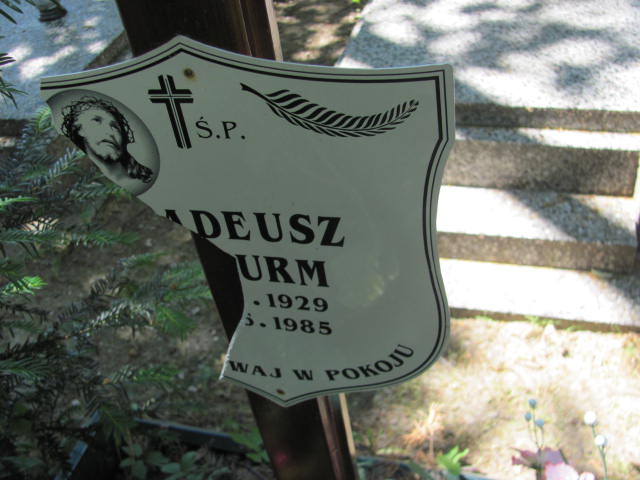 Ś.P.
ADEUSZ
URM
. 1929
Ś. 1985
WAJ W POKOJU